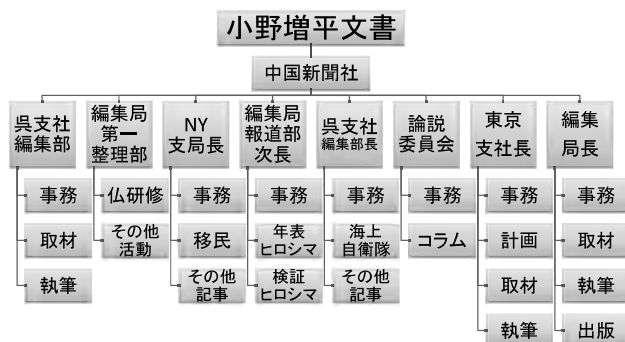 小野増平文書
中国新聞社
呉支社
編集部
事務
取材
執筆
編集局
第一
整理部
仏研修
その他
活動
NY
支局長
事務
移民
その他
記事
編集局
報道部
次長
事務
年表
ヒロシマ
検証
ヒロシマ
呉支社
編集部長
事務
海上
自衛隊
その他
記事
論説
委員会
事務
コラム
東京
支社長
事務
計画
取材
執筆
編集
局長
事務
取材
執筆
出版